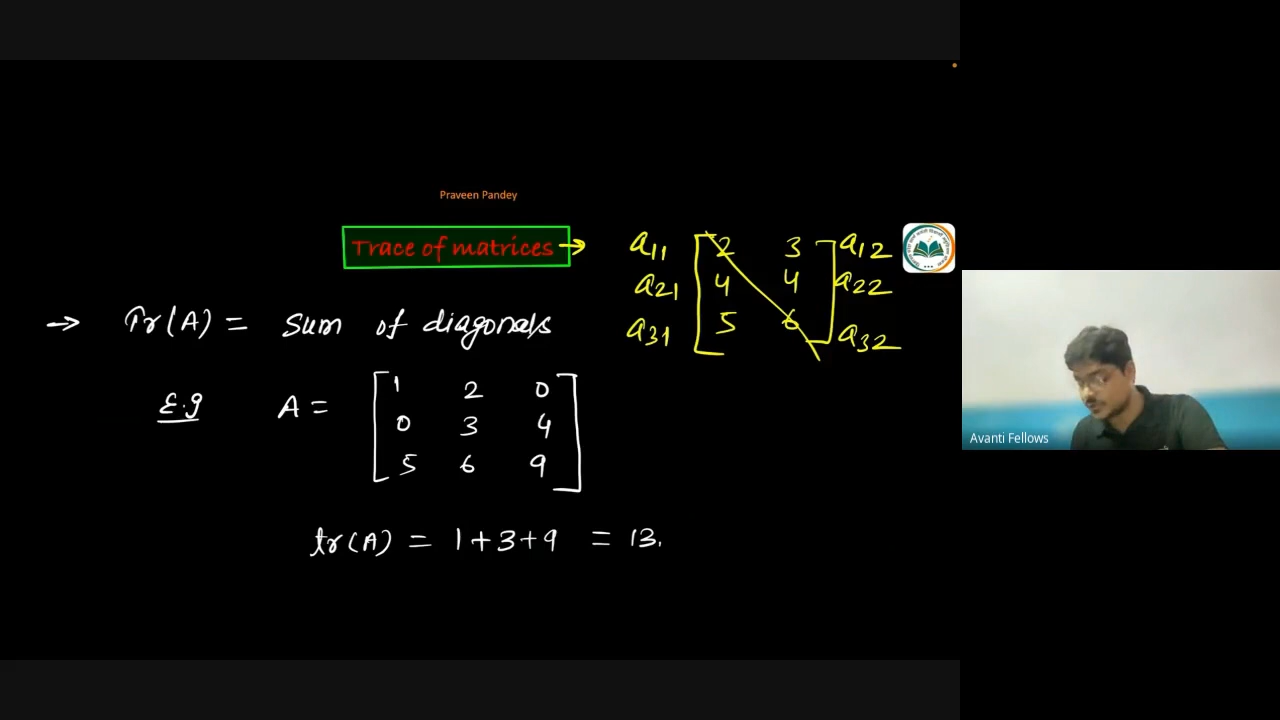 Praveen Pandey
Trace of matrices →
a11 [ 2 3 ] a12
a21 4 4 a22
a31 5 6 a32
→ Tr(A) = Sum of diagonals
E.g A = [ 1 2 0
0 3 4
5 6 9 ]
tr(A) = 1+3+9 = 13.
Avanti Fellows